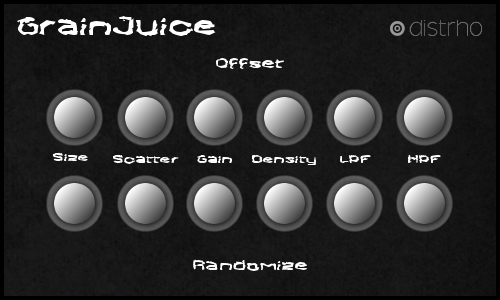 GrainJuice
distrho
Offset
Size Scatter Gain Density LPF HPF
Randomize